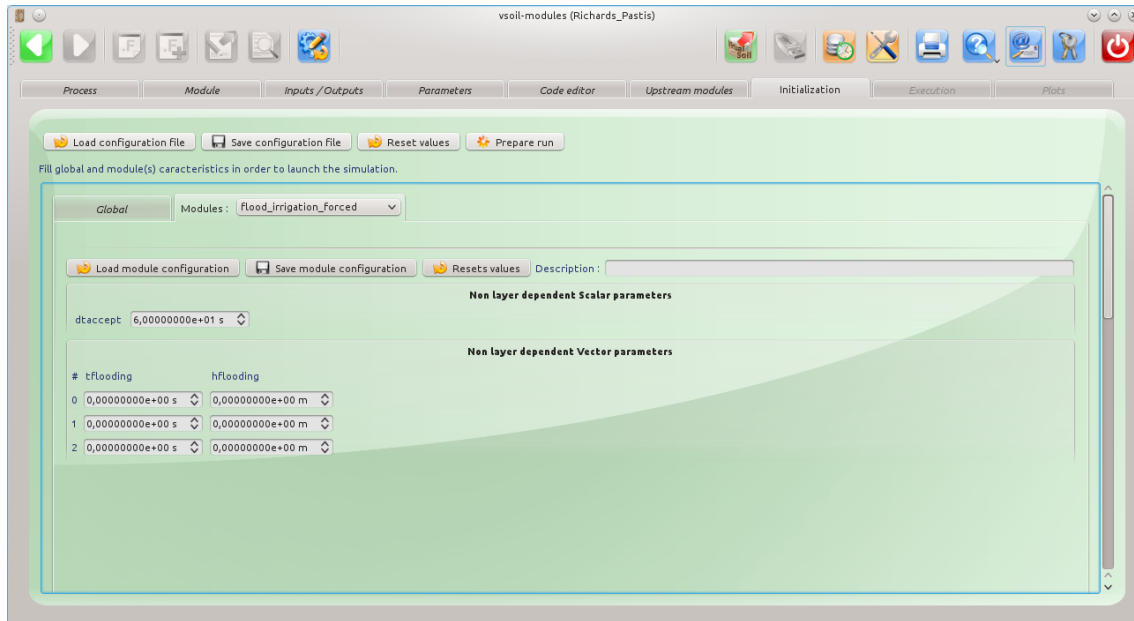 vsoil-modules (Richards_Pastis)
Process Module Inputs / Outputs Parameters Code editor Upstream modules Initialization Execution Plots
Load configuration file Save configuration file Reset values Prepare run
Fill global and module(s) caracteristics in order to launch the simulation.
Global Modules : flood_irrigation_forced
Load module configuration Save module configuration Resets values Description :
Non layer dependent Scalar parameters
dtaccept 6,00000000e+01 s
Non layer dependent Vector parameters
# tflooding hflooding
0 0,00000000e+00 s 0,00000000e+00 m
1 0,00000000e+00 s 0,00000000e+00 m
2 0,00000000e+00 s 0,00000000e+00 m